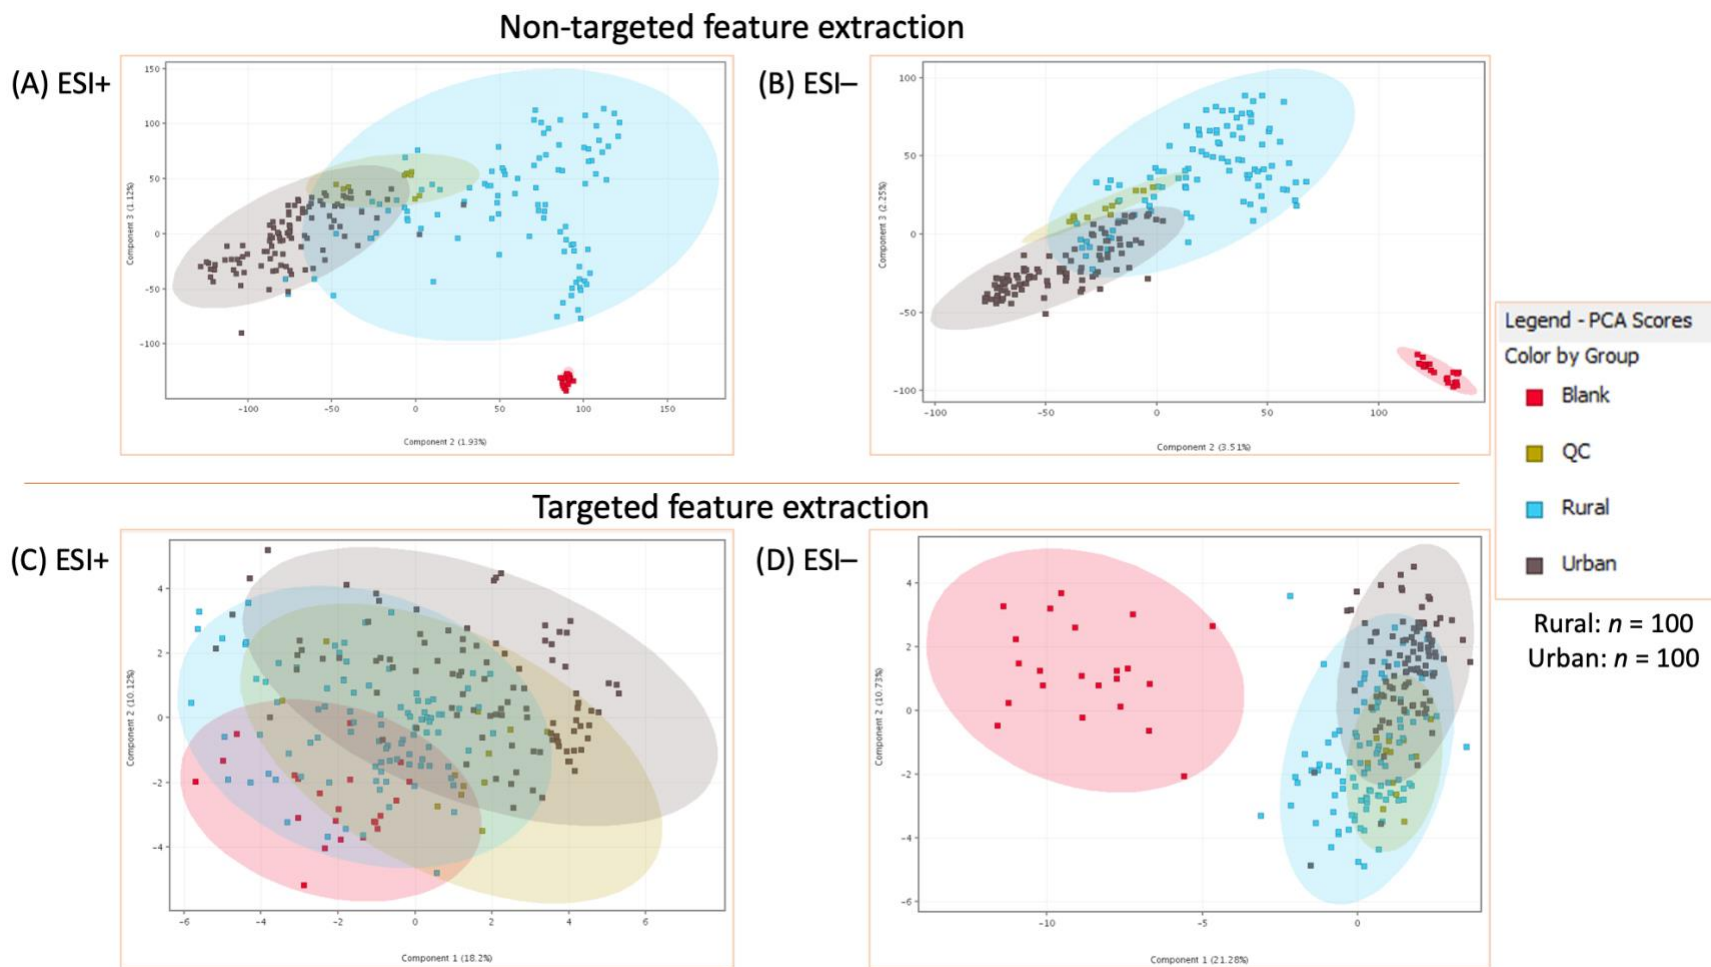 Non-targeted feature extraction
(A) ESI+
150
100
50
0
−50
−100
Component 3 (1.12%)
−100 −50 0 50 100 150
Component 2 (1.93%)
(B) ESI–
100
50
0
−50
−100
Component 3 (2.25%)
−100 −50 0 50 100
Component 2 (3.51%)
Legend - PCA Scores
Color by Group
Blank
QC
Rural
Urban
Rural: n = 100
Urban: n = 100
Targeted feature extraction
(C) ESI+
4
2
0
−2
−4
Component 2 (10.12%)
−6 −4 −2 0 2 4 6
Component 1 (18.2%)
(D) ESI–
4
2
0
−2
−4
−6
Component 2 (10.73%)
−10 −5 0
Component 1 (21.28%)